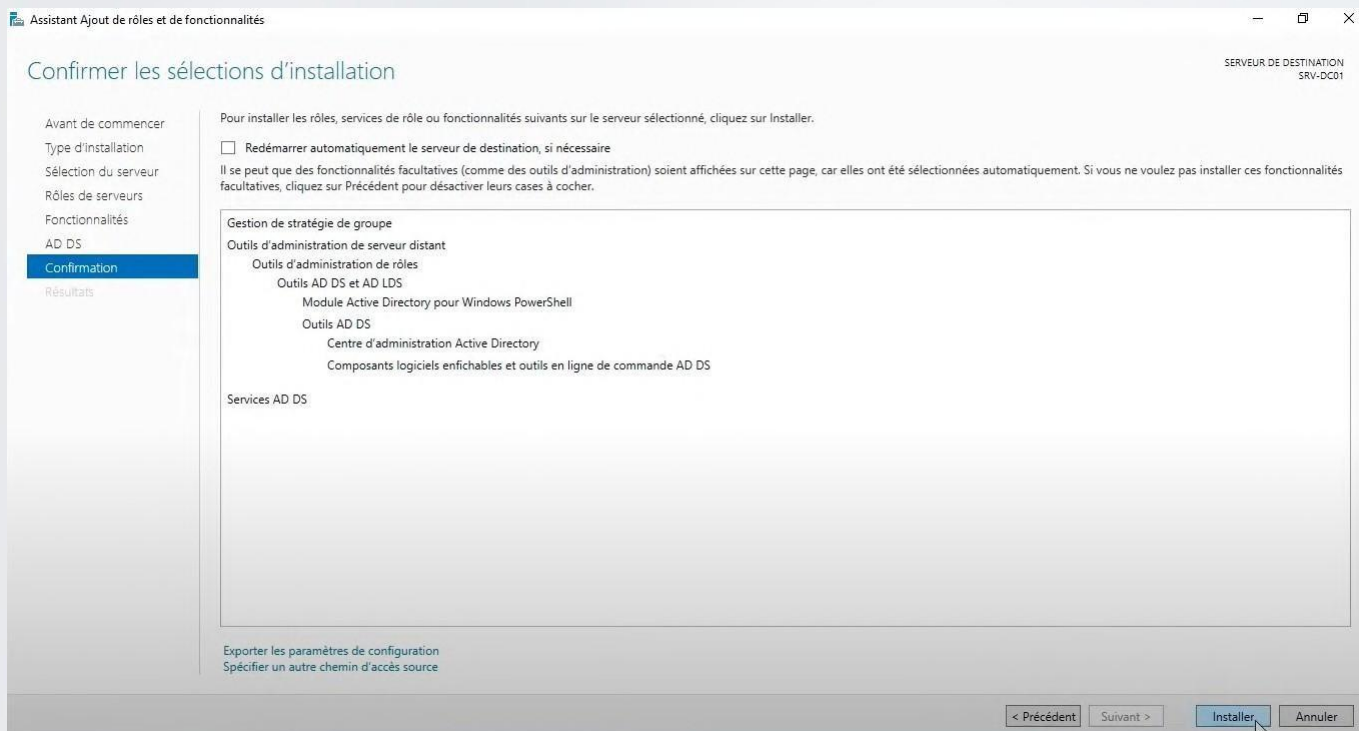 Assistant Ajout de rôles et de fonctionnalités
Confirmer les sélections d'installation
SERVEUR DE DESTINATION
SRV-DC01
Avant de commencer
Type d'installation
Sélection du serveur
Rôles de serveurs
Fonctionnalités
AD DS
Confirmation
Résultats
Pour installer les rôles, services de rôle ou fonctionnalités suivants sur le serveur sélectionné, cliquez sur Installer.
Redémarrer automatiquement le serveur de destination, si nécessaire
Il se peut que des fonctionnalités facultatives (comme des outils d'administration) soient affichées sur cette page, car elles ont été sélectionnées automatiquement. Si vous ne voulez pas installer ces fonctionnalités
facultatives, cliquez sur Précédent pour désactiver leurs cases à cocher.
Gestion de stratégie de groupe
Outils d'administration de serveur distant
Outils d'administration de rôles
Outils AD DS et AD LDS
Module Active Directory pour Windows PowerShell
Outils AD DS
Centre d'administration Active Directory
Composants logiciels enfichables et outils en ligne de commande AD DS
Services AD DS
Exporter les paramètres de configuration
Spécifier un autre chemin d'accès source
< Précédent
Suivant >
Installer
Annuler